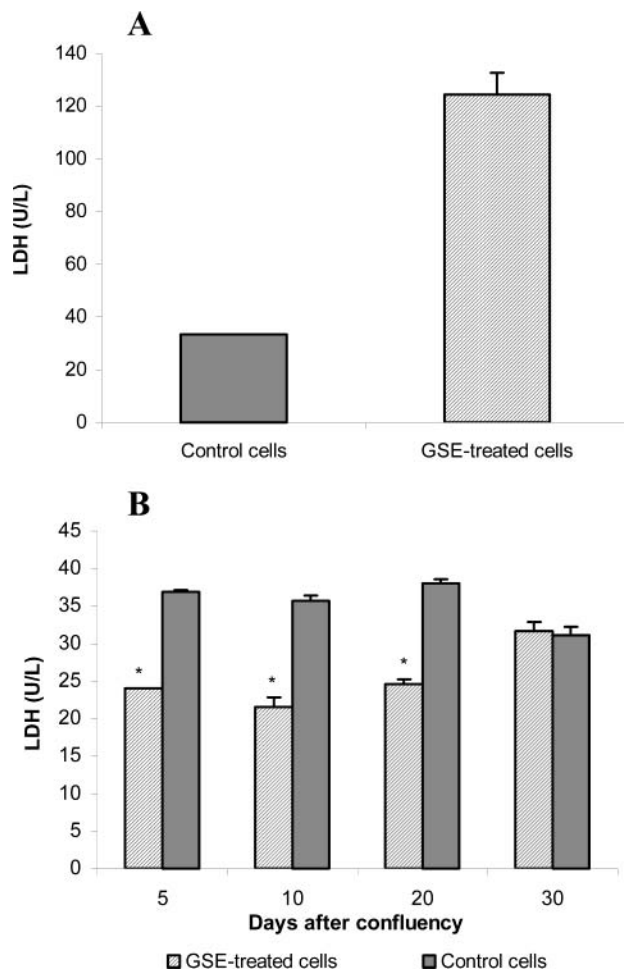 A
140
120
100
80
60
40
20
0
LDH (U/L)
Control cells GSE-treated cells
B
45
40
35
30
25
20
15
10
5
0
LDH (U/L)
* * *
5 10 20 30
Days after confluency
GSE-treated cells Control cells